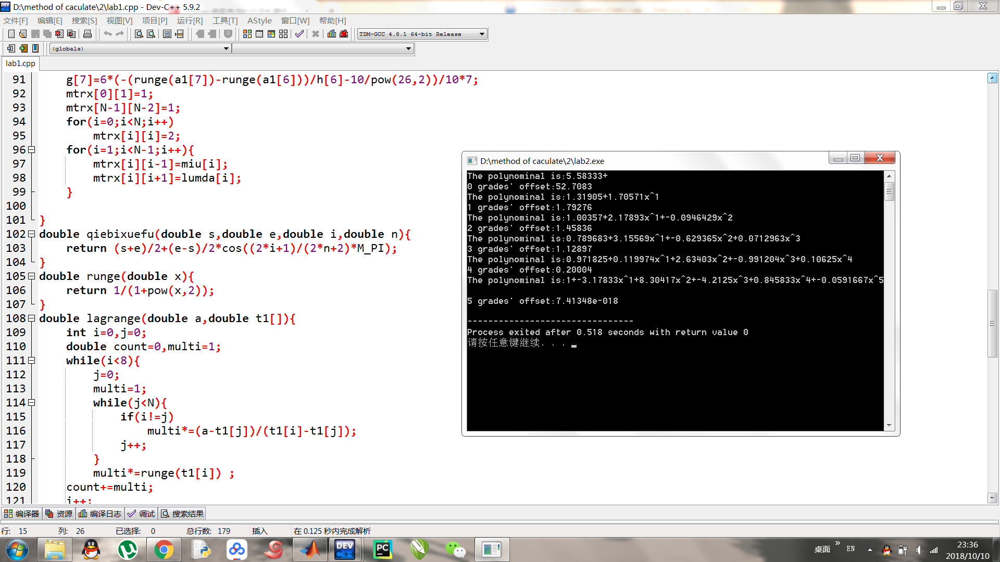 D:\method of caculate\2\lab1.cpp - Dev-C++ 5.9.2
文件[F] 编辑[E] 搜索[S] 视图[V] 项目[P] 运行[R] 工具[T] AStyle 窗口[W] 帮助[H]
TDM-GCC 4.8.1 64-bit Release
(globals)
lab1.cpp
91 g[7]=6*(-(runge(a1[7])-runge(a1[6]))/h[6]-10/pow(26,2))/10*7;
92 mtrx[0][1]=1;
93 mtrx[N-1][N-2]=1;
94 for(i=0;i<N;i++)
95 mtrx[i][i]=2;
96 for(i=1;i<N-1;i++){
97 mtrx[i][i-1]=miu[i];
98 mtrx[i][i+1]=lumda[i];
99 }
100
101 }
102 double qiebixuefu(double s,double e,double i,double n){
103 return (s+e)/2+(e-s)/2*cos((2*i+1)/(2*n+2)*M_PI);
104 }
105 double runge(double x){
106 return 1/(1+pow(x,2));
107 }
108 double lagrange(double a,double t1[]){
109 int i=0,j=0;
110 double count=0,multi=1;
111 while(i<8){
112 j=0;
113 multi=1;
114 while(j<N){
115 if(i!=j)
116 multi*=(a-t1[j])/(t1[i]-t1[j]);
117 j++;
118 }
119 multi*=runge(t1[i]) ;
120 count+=multi;
121 i++;
D:\method of caculate\2\lab2.exe
The polynominal is:5.58333+
0 grades' offset:52.7083
The polynominal is:1.31905+1.70571x^1
1 grades' offset:1.79276
The polynominal is:1.00357+2.17893x^1+-0.0946429x^2
2 grades' offset:1.45836
The polynominal is:0.789683+3.15569x^1+-0.629365x^2+0.0712963x^3
3 grades' offset:1.12897
The polynominal is:0.971825+0.119974x^1+2.63403x^2+-0.991204x^3+0.10625x^4
4 grades' offset:0.20004
The polynominal is:1+-3.17833x^1+8.30417x^2+-4.2125x^3+0.845833x^4+-0.0591667x^5
5 grades' offset:7.41348e-018
--------------------------------
Process exited after 0.518 seconds with return value 0
请按任意键继续. . .
编译器 资源 编译日志 调试 搜索结果
行: 15 列: 26 已选择: 0 总行数: 179 插入 在 0.125 秒内完成解析
DEV C++
PC
桌面 » EN
23:36
2018/10/10